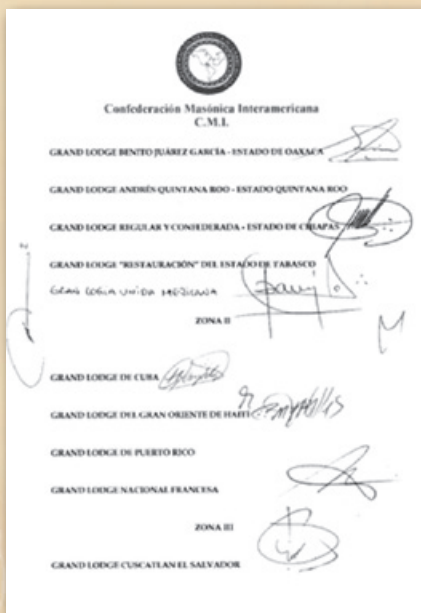 Confederación Masónica Interamericana
C.M.I.
GRAND LODGE BENITO JUÁREZ GARCÍA - ESTADO DE OAXACA
GRAND LODGE ANDRÉS QUINTANA ROO - ESTADO QUINTANA ROO
GRAND LODGE REGULAR Y CONFEDERADA - ESTADO DE CHIAPAS
GRAND LODGE "RESTAURACIÓN" DEL ESTADO DE TABASCO
GRAN LOGIA UNIDA MEXICANA
ZONA II
GRAND LODGE DE CUBA
GRAND LODGE DEL GRAN ORIENTE DE HAITI
GRAND LODGE DE PUERTO RICO
GRAND LODGE NACIONAL FRANCESA
ZONA III
GRAND LODGE CUSCATLAN EL SALVADOR